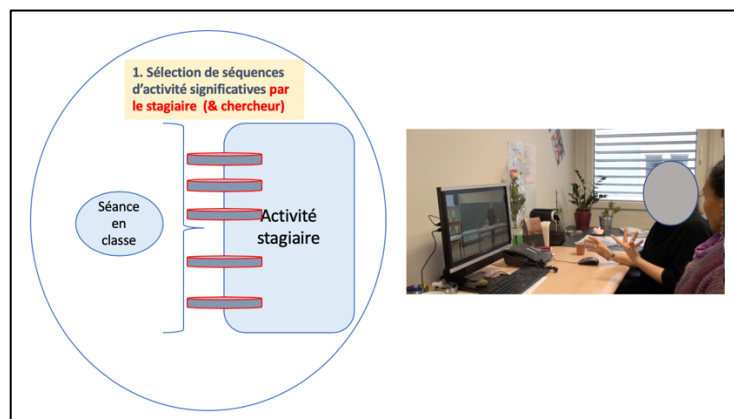 1. Sélection de séquences
d’activité significatives par
le stagiaire (& chercheur)
Séance
en
classe
Activité
stagiaire